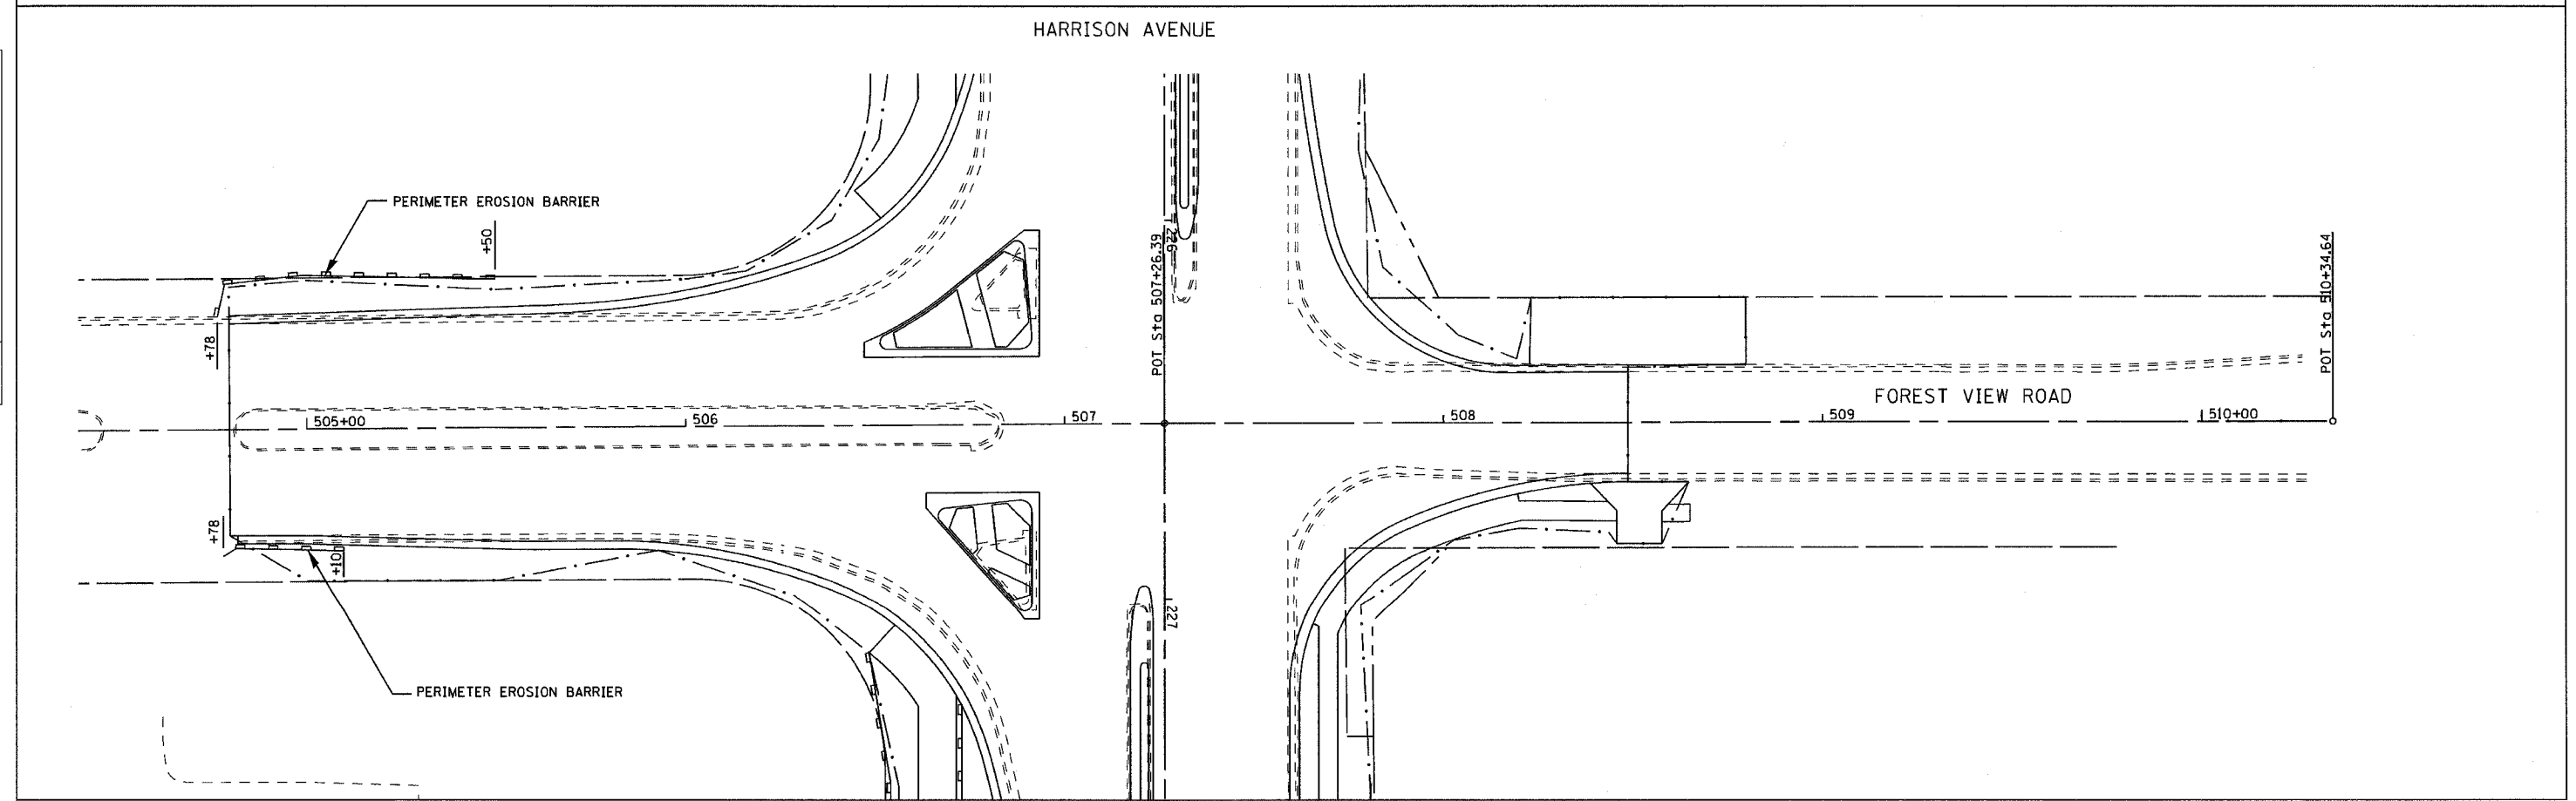 HARRISON AVENUE
PERIMETER EROSION BARRIER
+50
+78
POT Sta 507+26.39
226
POT Sta 510+34.64
FOREST VIEW ROAD
505+00
506
507
508
509
510+00
+78
+10
227
PERIMETER EROSION BARRIER